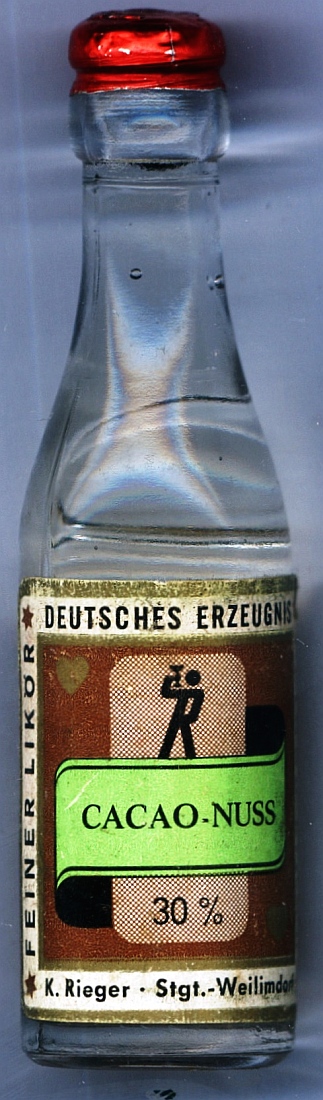 DEUTSCHES ERZEUGNIS
FEINER LIKÖR
CACAO-NUSS
30 %
K. Rieger · Stgt.-Weilimdorf